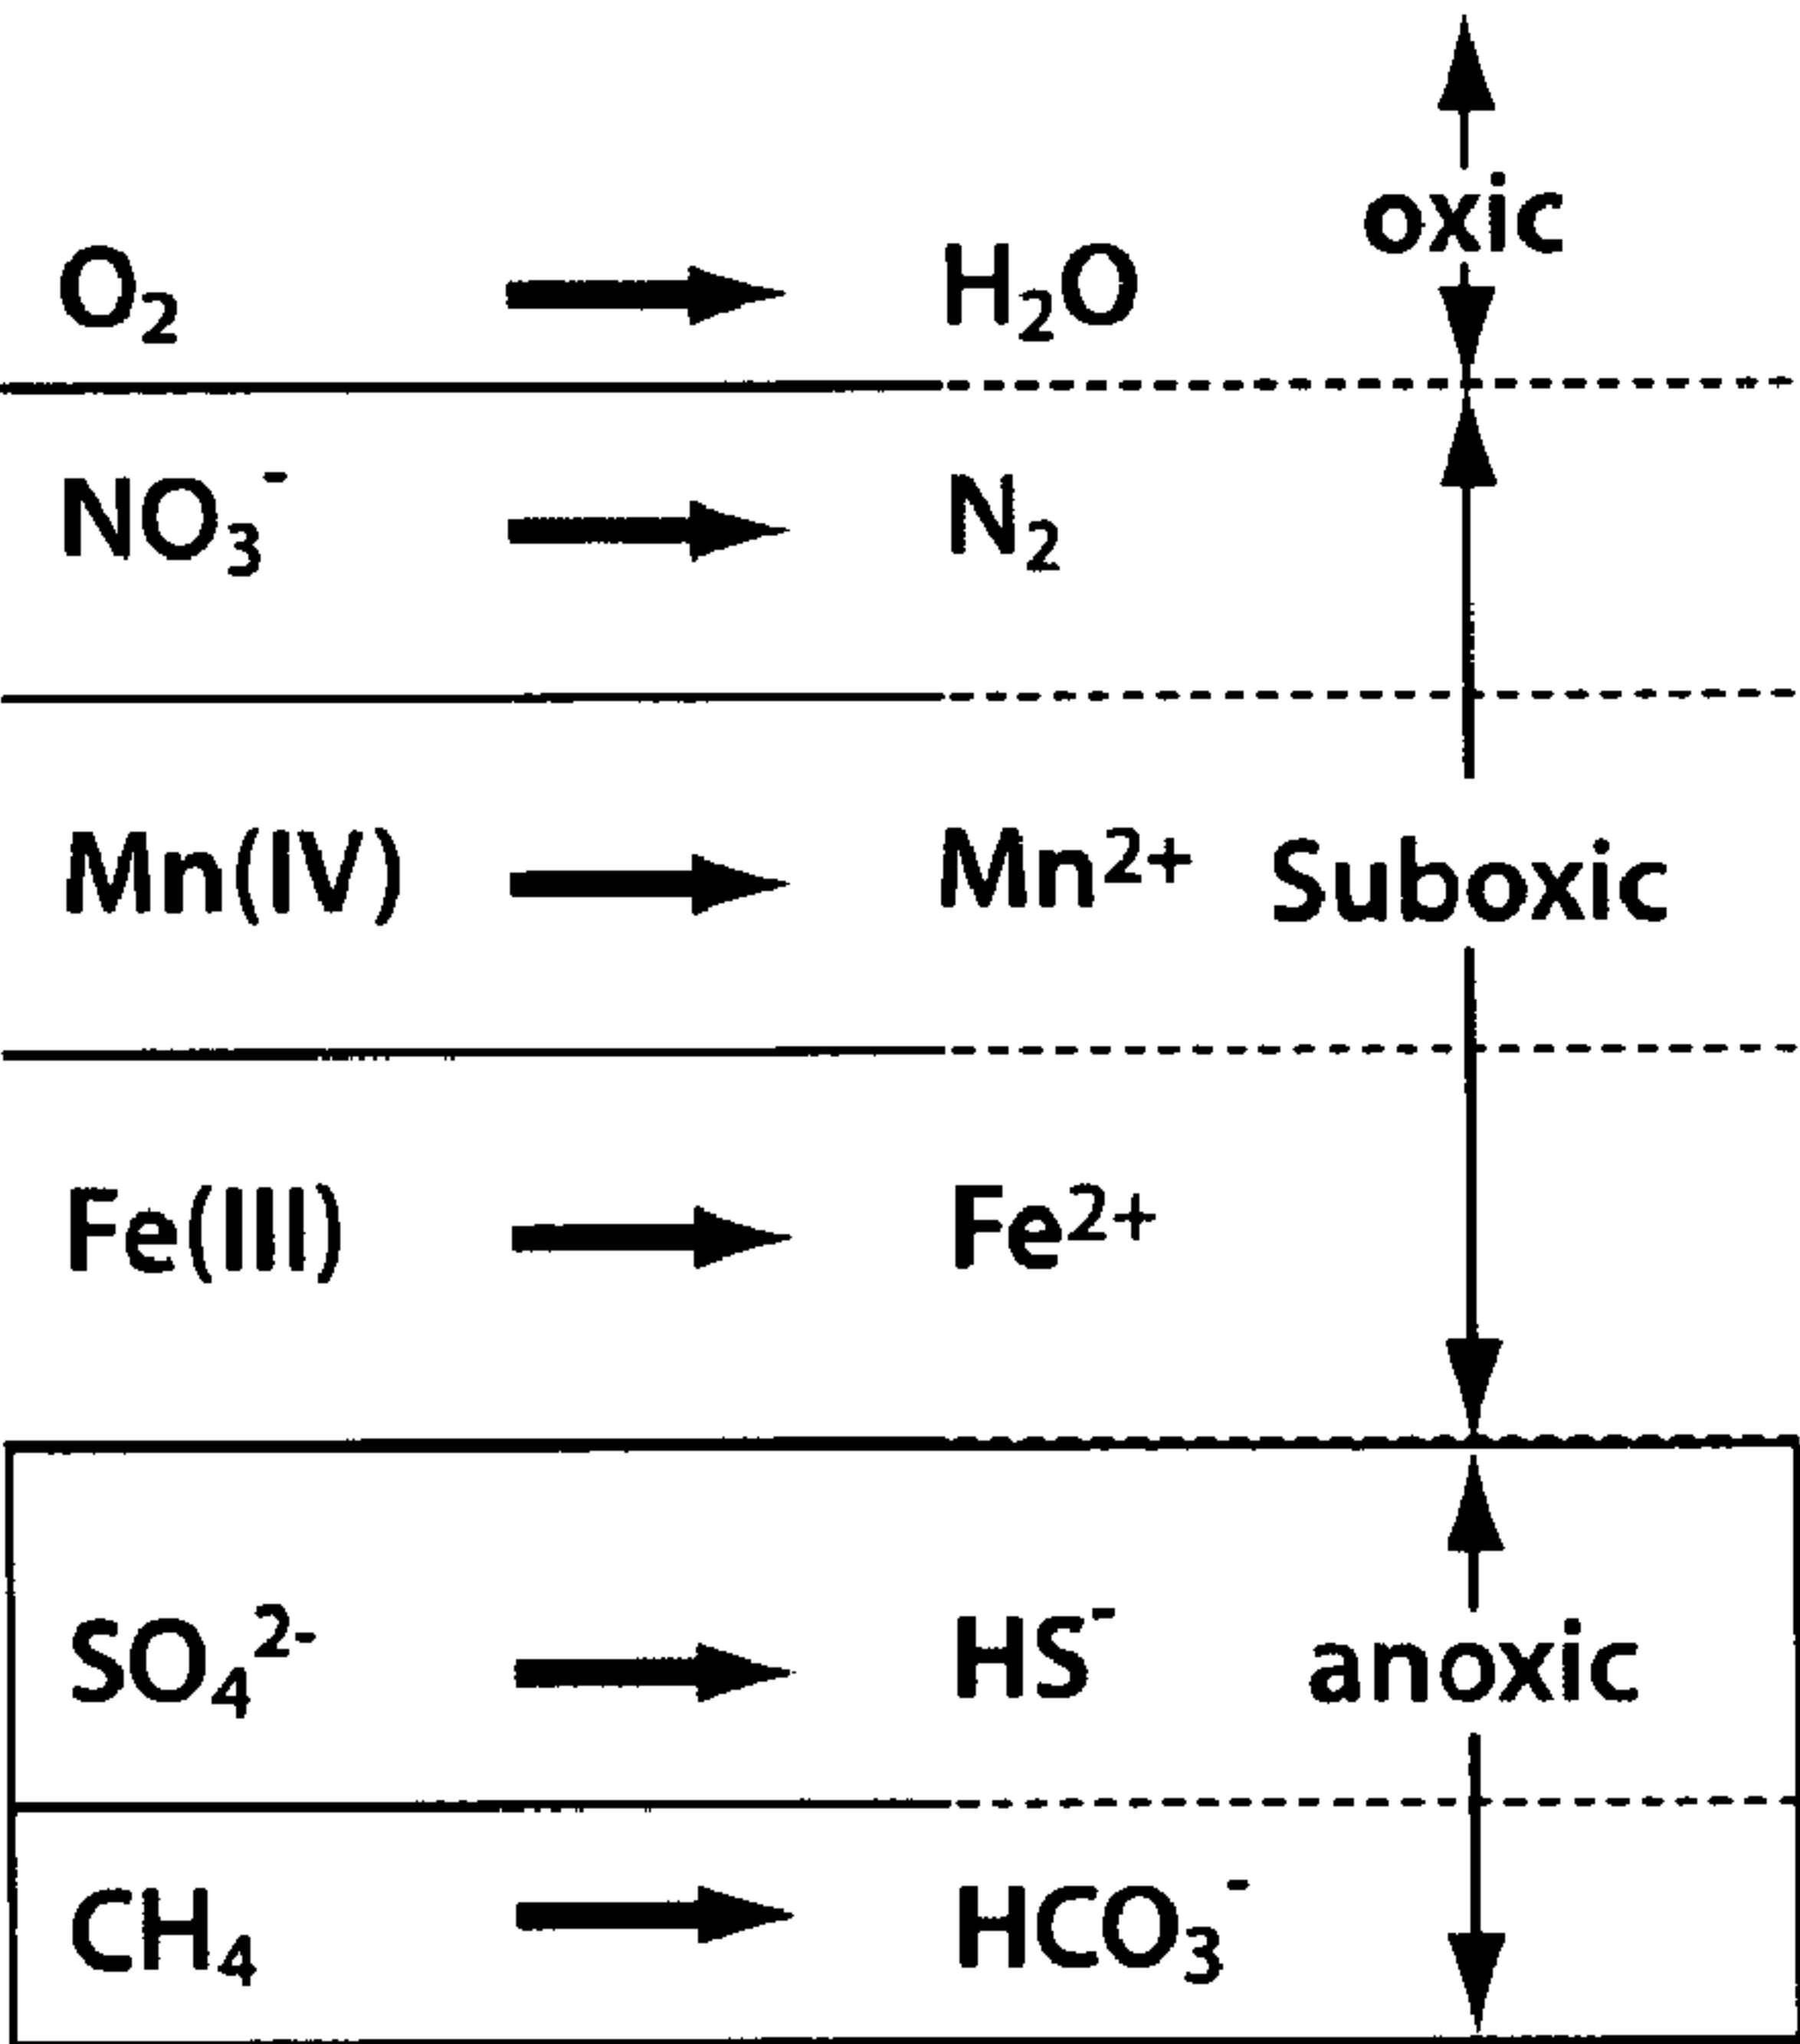 oxic
O₂ → H₂O
NO₃⁻ → N₂
Mn(IV) → Mn²⁺ Suboxic
Fe(III) → Fe²⁺
SO₄²⁻ → HS⁻ anoxic
CH₄ → HCO₃⁻